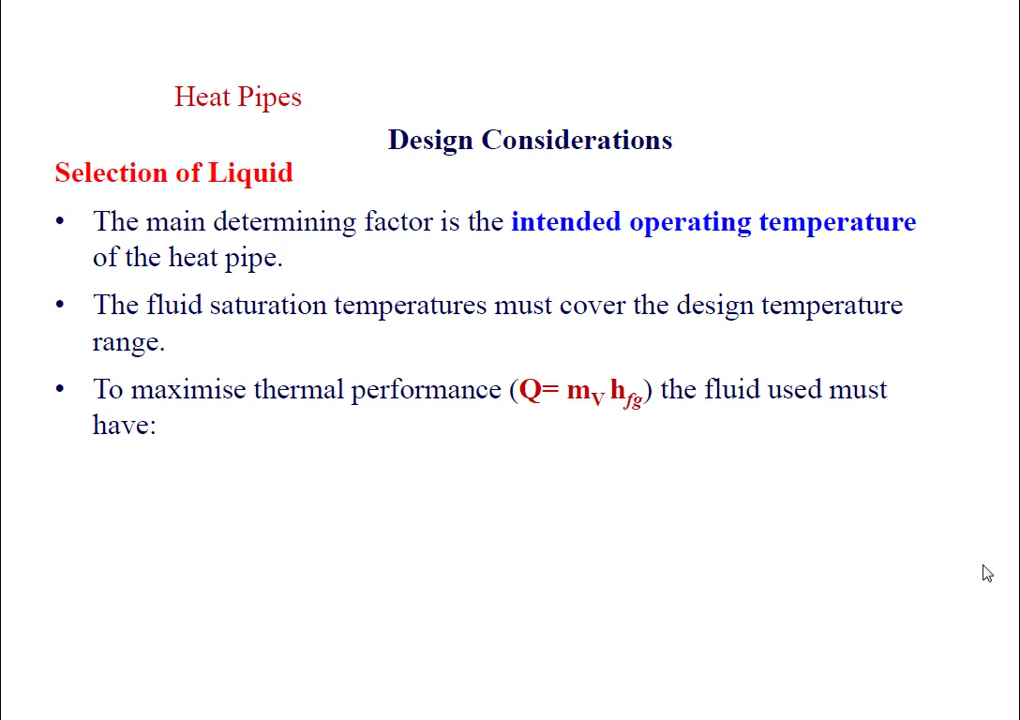 Heat Pipes
Design Considerations
Selection of Liquid
• The main determining factor is the intended operating temperature
of the heat pipe.
• The fluid saturation temperatures must cover the design temperature
range.
• To maximise thermal performance (Q= mV hfg) the fluid used must
have: